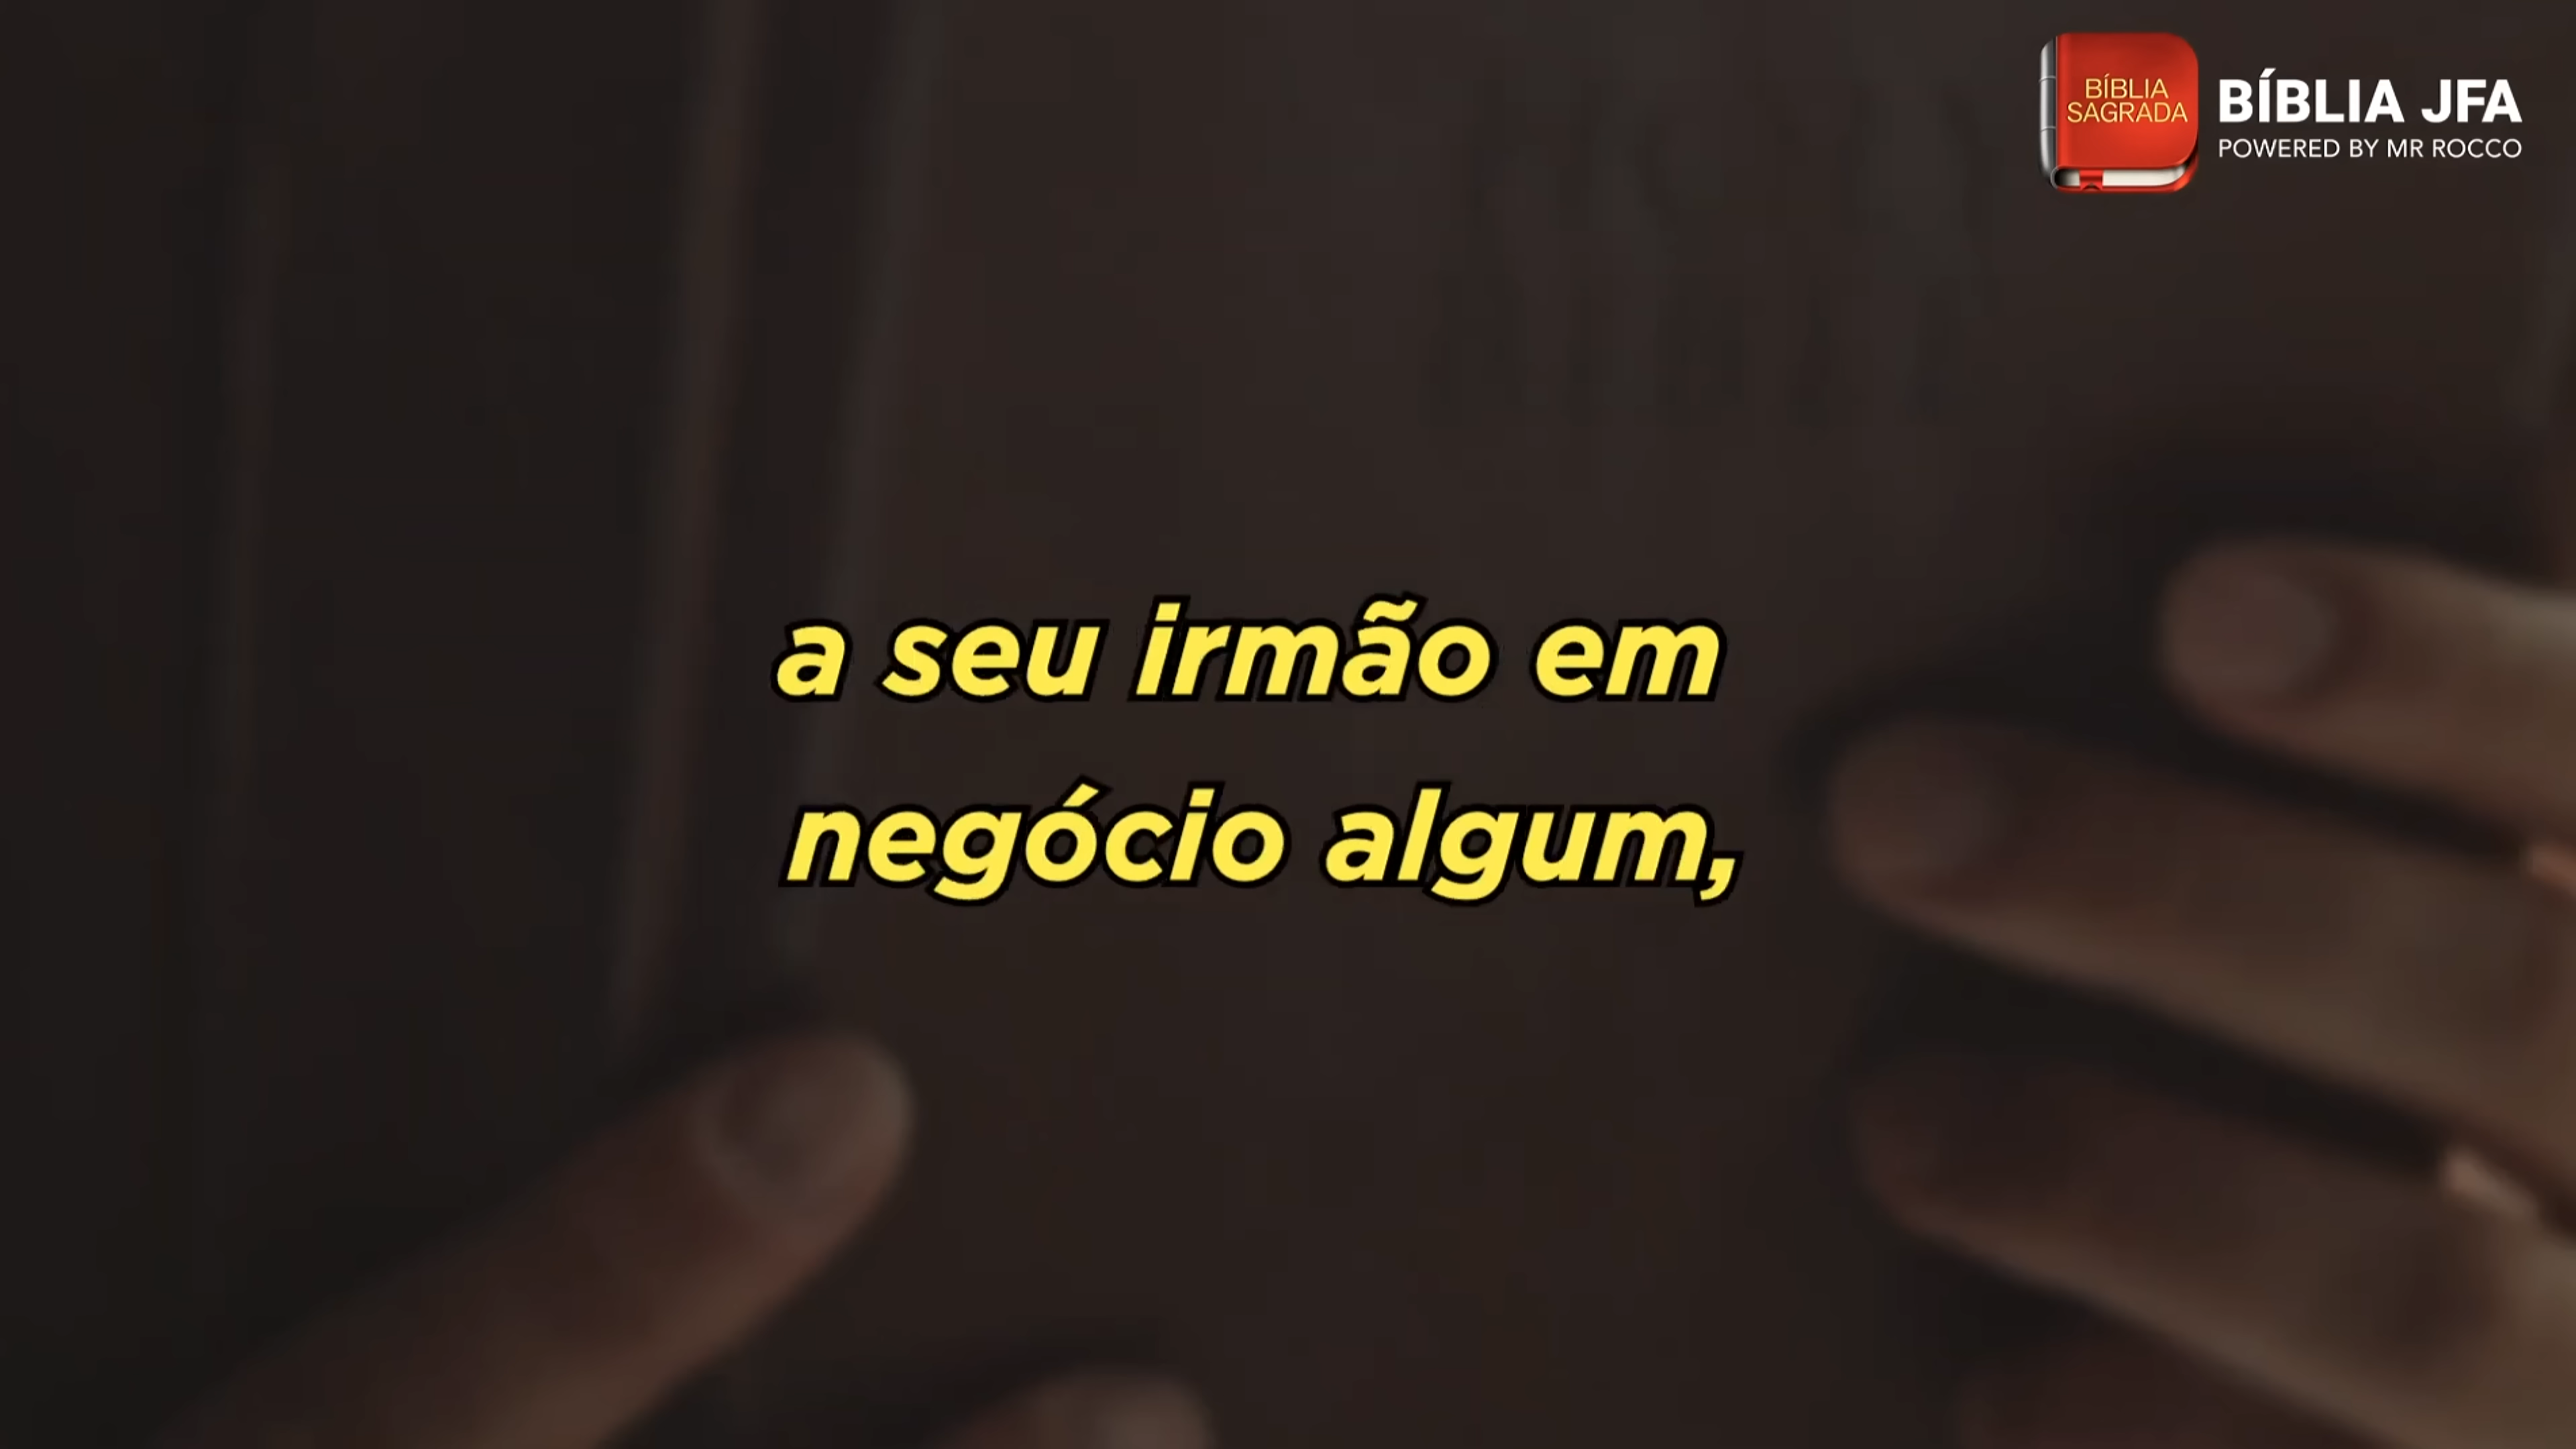 BÍBLIA
SAGRADA
BÍBLIA JFA
POWERED BY MR ROCCO
a seu irmão em
negócio algum,